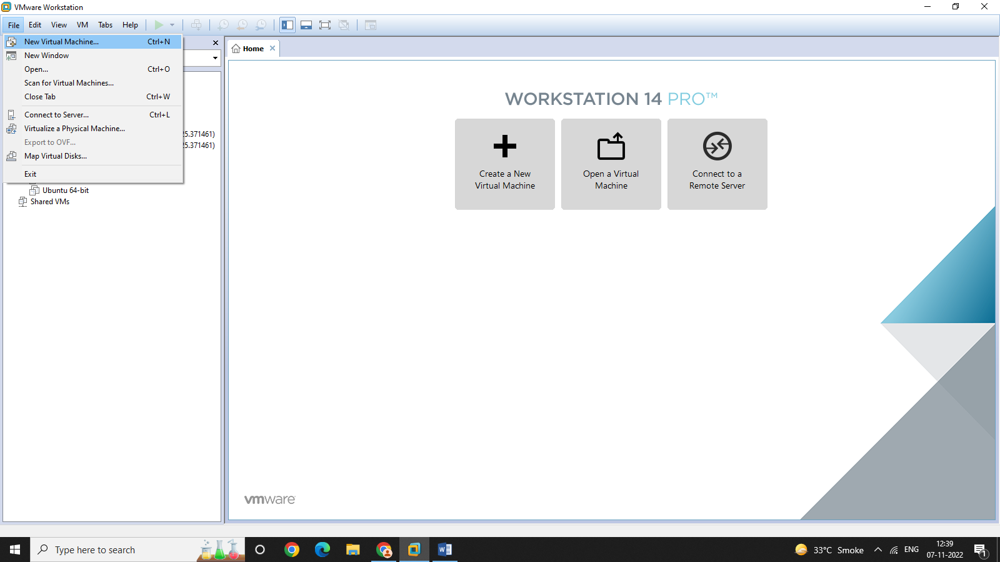 VMware Workstation
File Edit View VM Tabs Help
New Virtual Machine... Ctrl+N
New Window
Open... Ctrl+O
Scan for Virtual Machines...
Close Tab Ctrl+W
Connect to Server... Ctrl+L
Virtualize a Physical Machine...
Export to OVF...
Map Virtual Disks...
Exit
25.371461)
25.371461)
Ubuntu 64-bit
Shared VMs
Home
WORKSTATION 14 PRO™
Create a New
Virtual Machine
Open a Virtual
Machine
Connect to a
Remote Server
vmware
Type here to search
33°C Smoke
ENG
12:39
07-11-2022
1